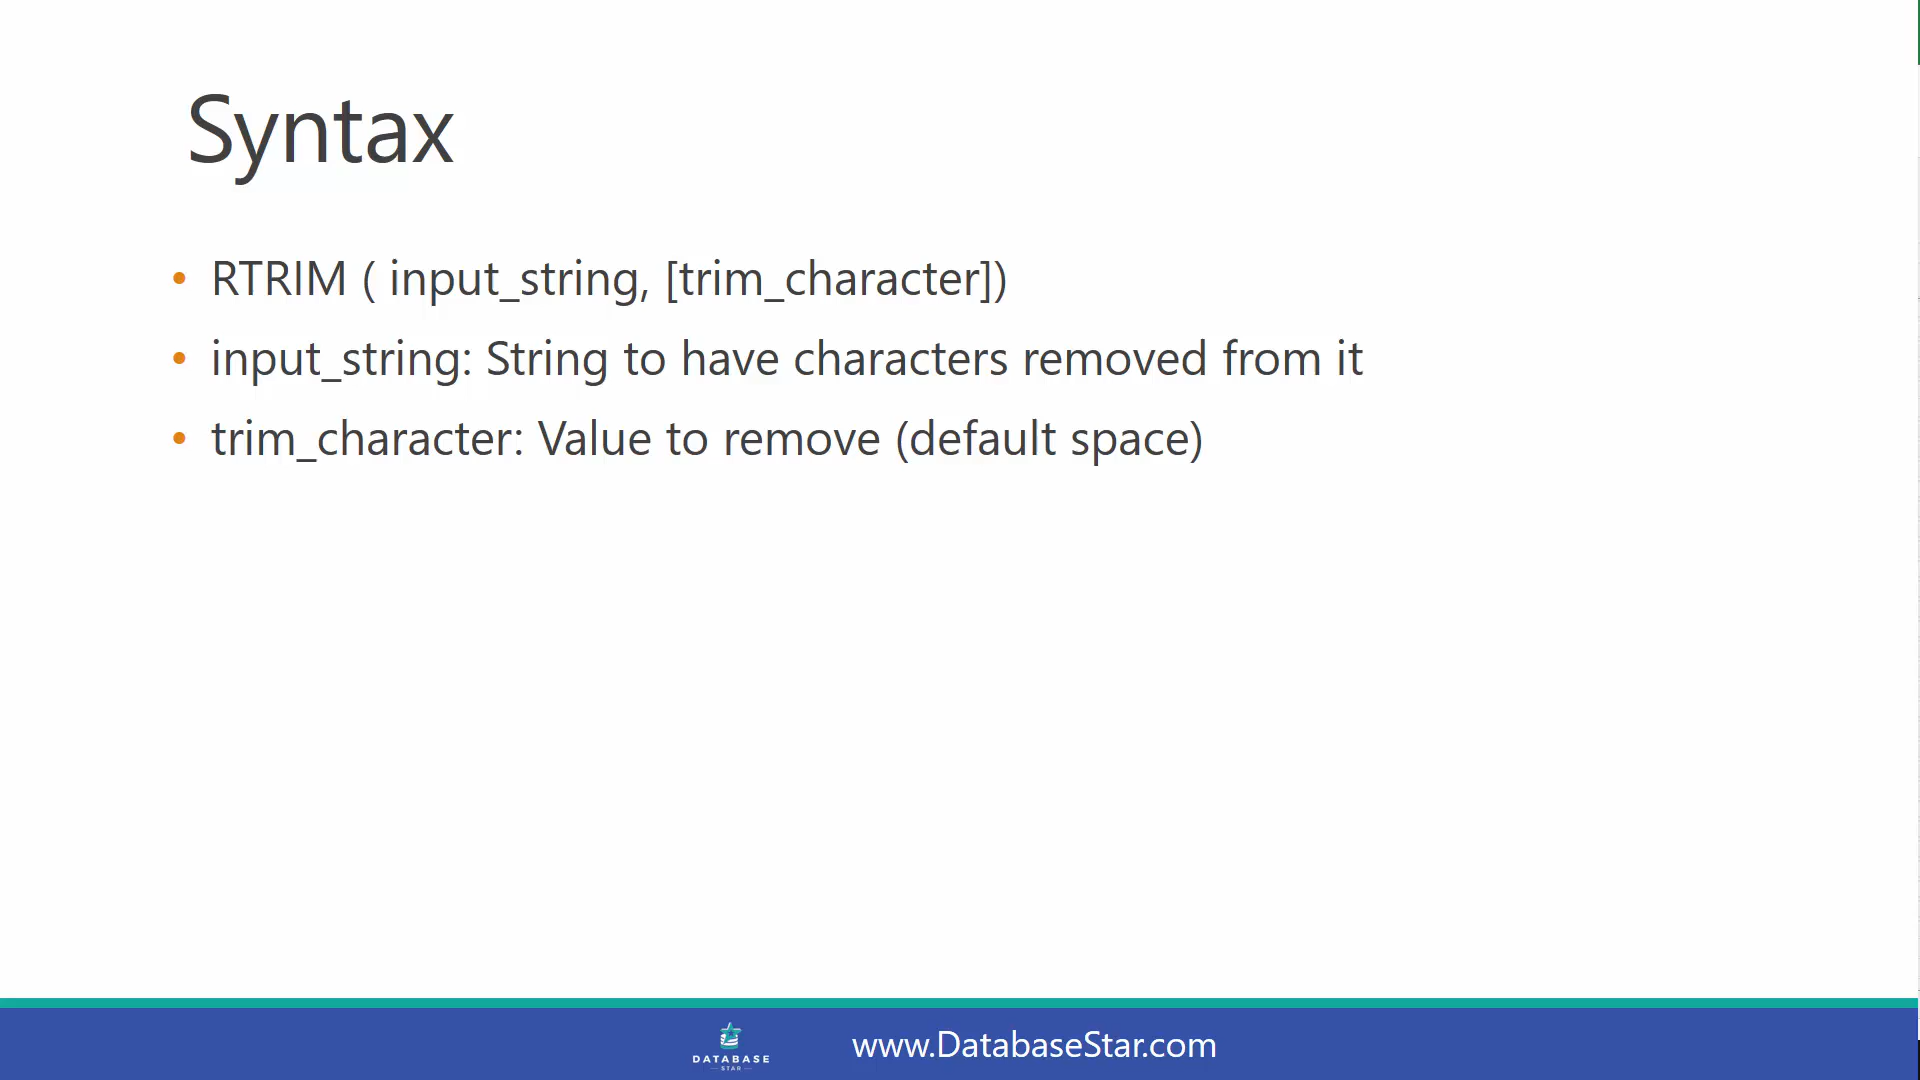 Syntax
• RTRIM ( input_string, [trim_character])
• input_string: String to have characters removed from it
• trim_character: Value to remove (default space)
DATABASE
STAR
www.DatabaseStar.com